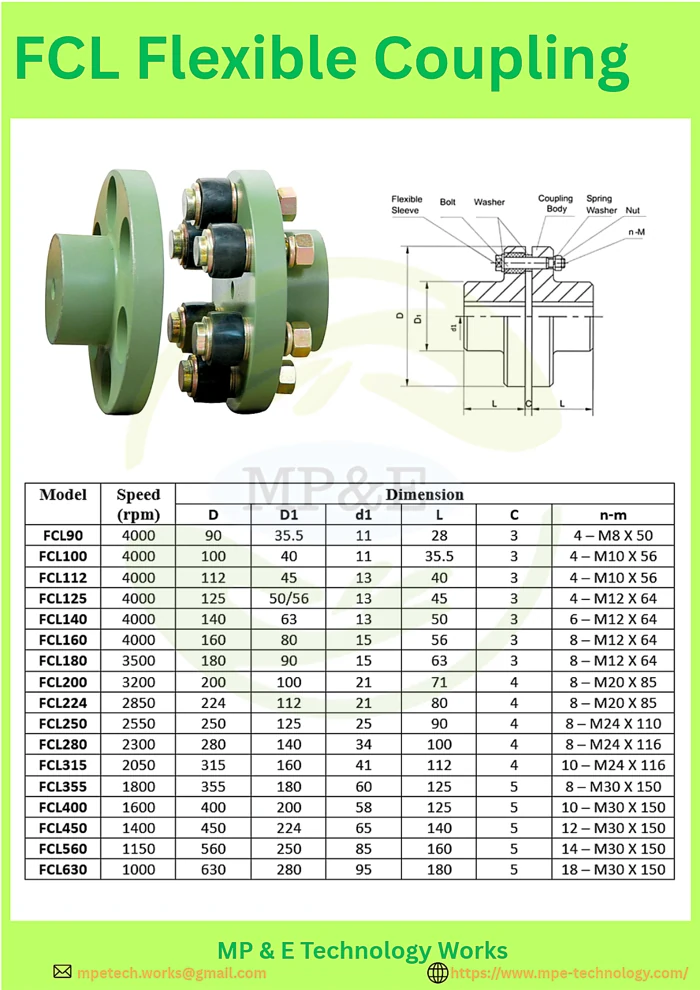 FCL Flexible Coupling
Flexible Sleeve
Bolt
Washer
Coupling Body
Spring Washer
Nut
n -M
D
D1
d1
L
C
L
MP&E
Model Speed (rpm) Dimension
D D1 d1 L C n-m
FCL90 4000 90 35.5 11 28 3 4 – M8 X 50
FCL100 4000 100 40 11 35.5 3 4 – M10 X 56
FCL112 4000 112 45 13 40 3 4 – M10 X 56
FCL125 4000 125 50/56 13 45 3 4 – M12 X 64
FCL140 4000 140 63 13 50 3 6 – M12 X 64
FCL160 4000 160 80 15 56 3 8 – M12 X 64
FCL180 3500 180 90 15 63 3 8 – M12 X 64
FCL200 3200 200 100 21 71 4 8 – M20 X 85
FCL224 2850 224 112 21 80 4 8 – M20 X 85
FCL250 2550 250 125 25 90 4 8 – M24 X 110
FCL280 2300 280 140 34 100 4 8 – M24 X 116
FCL315 2050 315 160 41 112 4 10 – M24 X 116
FCL355 1800 355 180 60 125 5 8 – M30 X 150
FCL400 1600 400 200 58 125 5 10 – M30 X 150
FCL450 1400 450 224 65 140 5 12 – M30 X 150
FCL560 1150 560 250 85 160 5 14 – M30 X 150
FCL630 1000 630 280 95 180 5 18 – M30 X 150
MP & E Technology Works
mpetech.works@gmail.com https://www.mpe-technology.com/